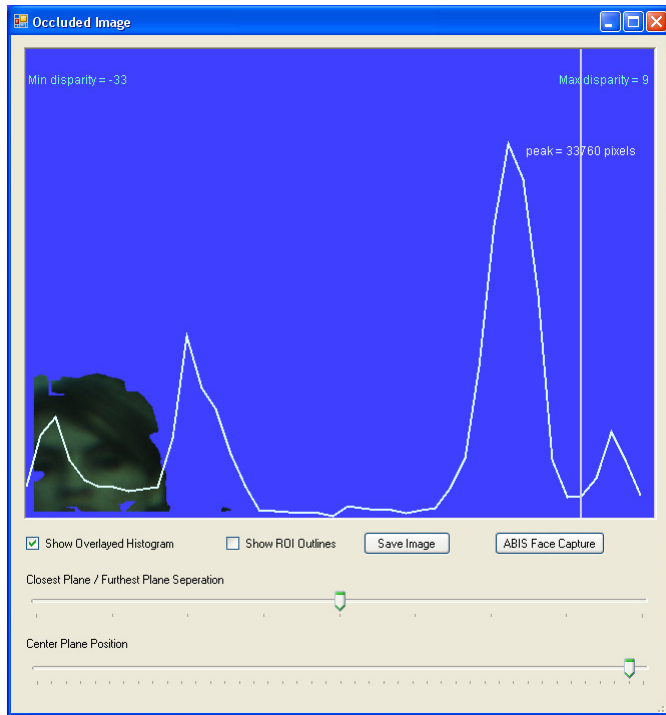 Occluded Image
Min disparity = -33
Max disparity = 9
peak = 33760 pixels
Show Overlayed Histogram
Show ROI Outlines
Save Image
ABIS Face Capture
Closest Plane / Furthest Plane Seperation
Center Plane Position